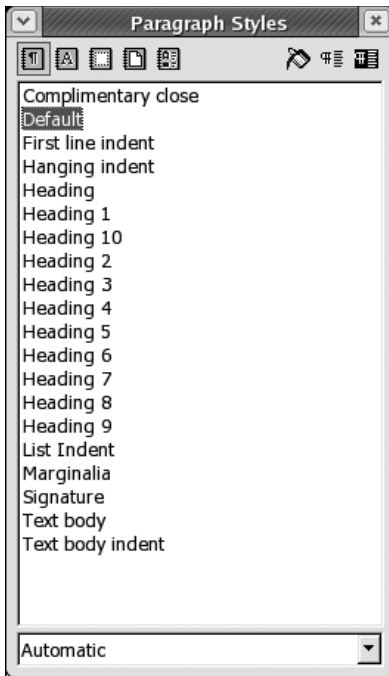 Paragraph Styles
Complimentary close
Default
First line indent
Hanging indent
Heading
Heading 1
Heading 10
Heading 2
Heading 3
Heading 4
Heading 5
Heading 6
Heading 7
Heading 8
Heading 9
List Indent
Marginalia
Signature
Text body
Text body indent
Automatic